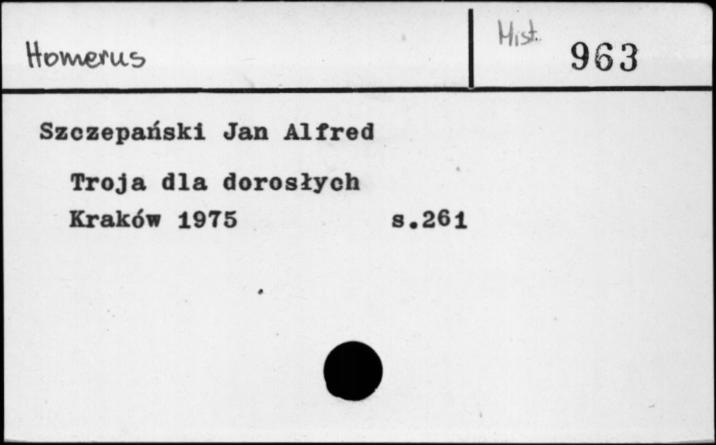 Homerus
Hist. 963
Szczepański Jan Alfred
Troja dla dorosłych
Kraków 1975 s.261